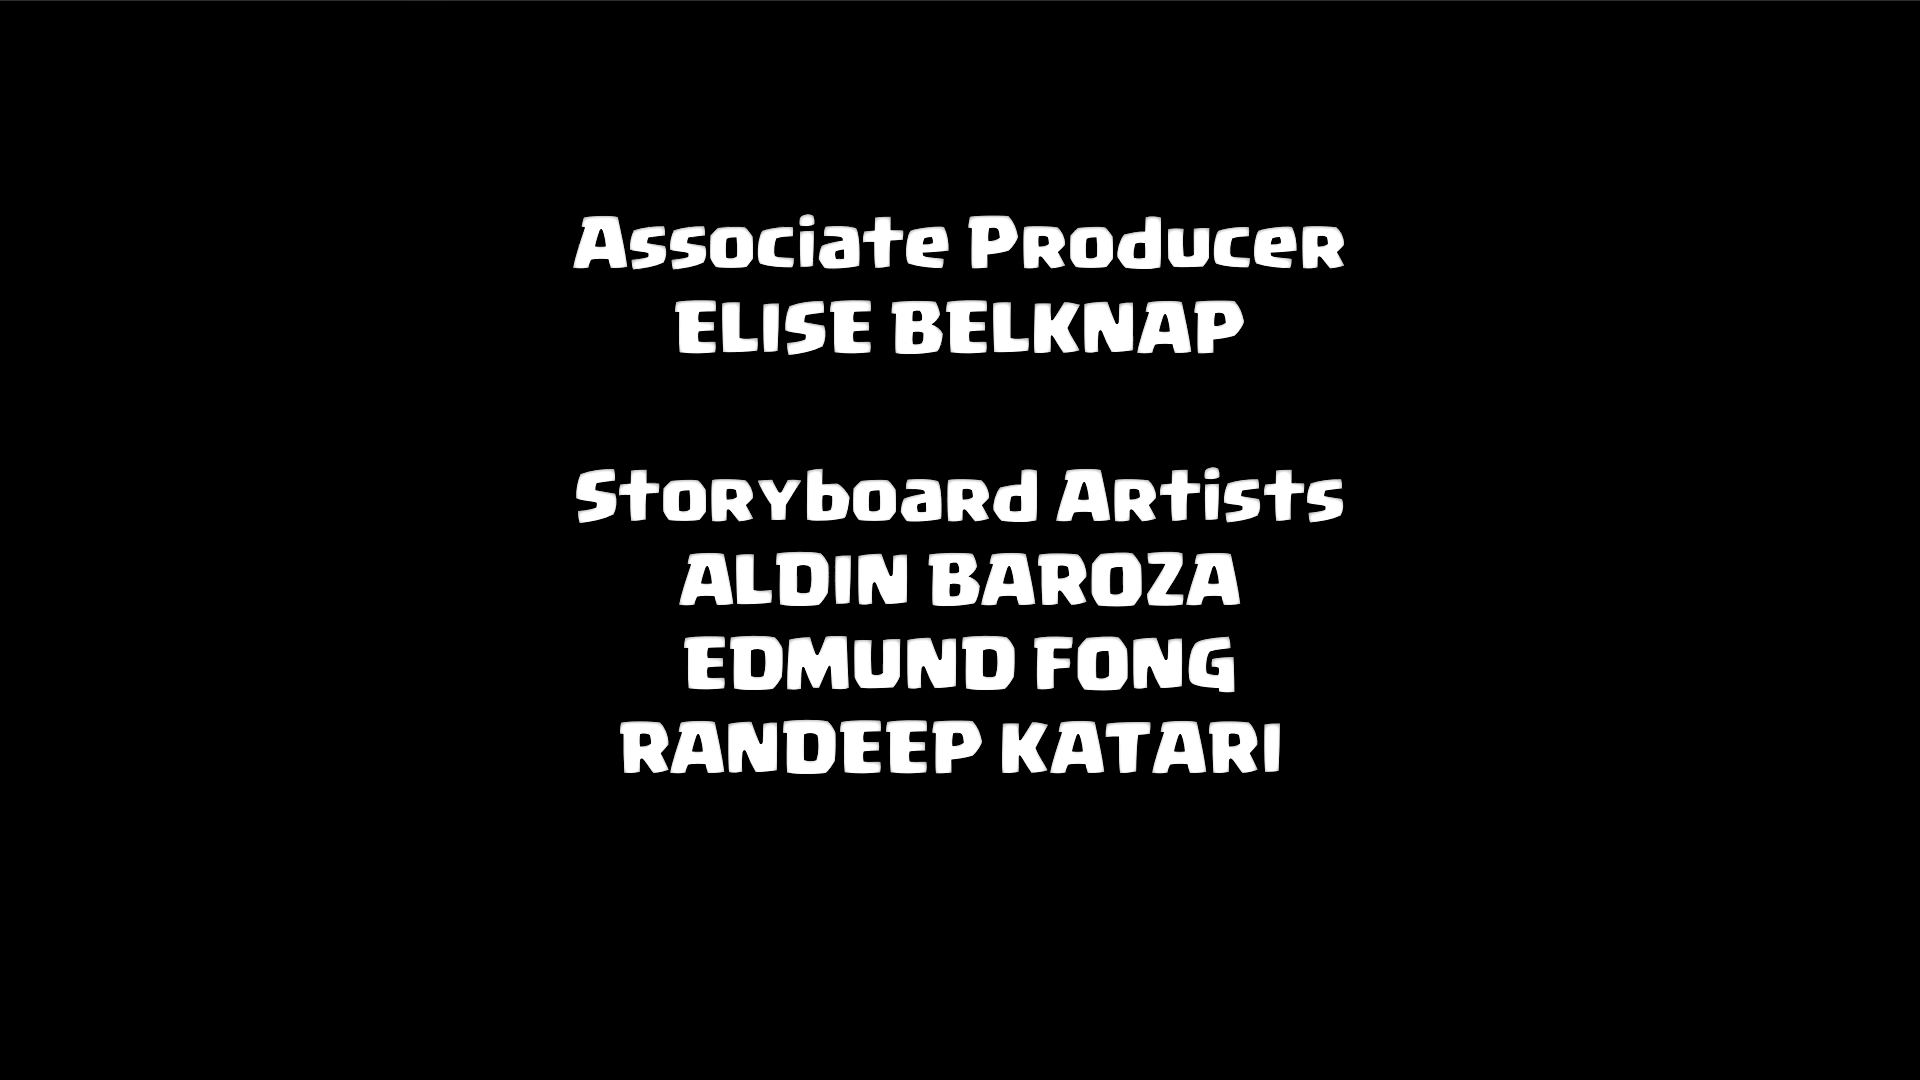 Associate Producer
ELISE BELKNAP
Storyboard Artists
ALDIN BAROZA
EDMUND FONG
RANDEEP KATARI